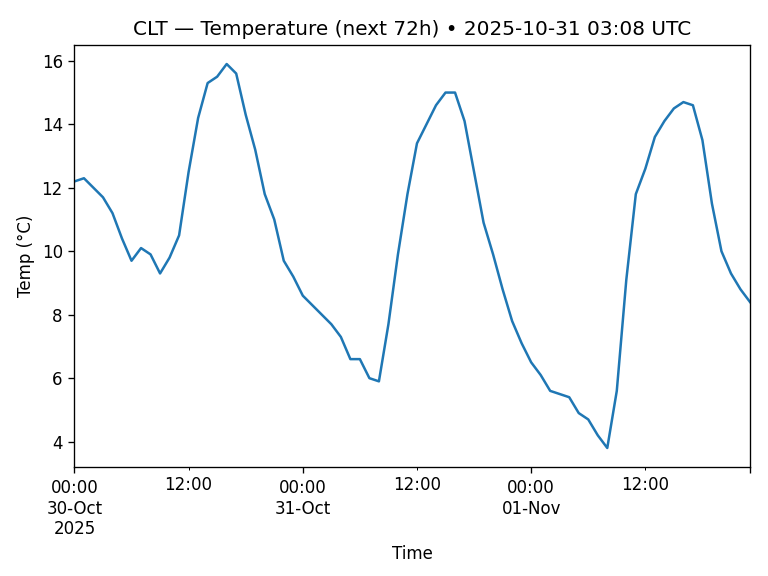 CLT — Temperature (next 72h) • 2025-10-31 03:08 UTC
Temp (°C)
16
14
12
10
8
6
4
00:00 12:00 00:00 12:00 00:00 12:00
30-Oct 31-Oct 01-Nov
2025
Time